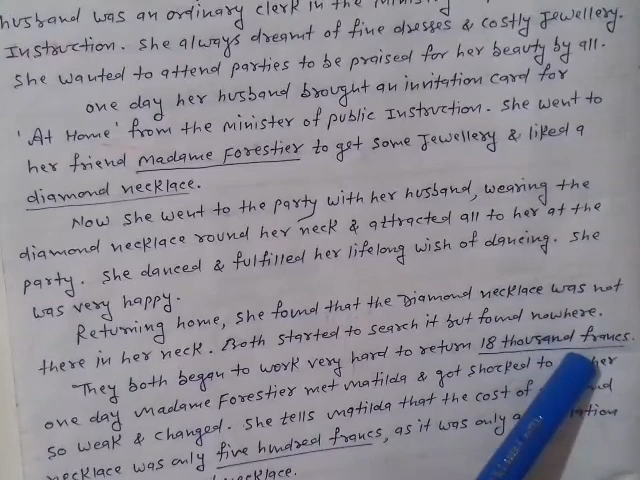 husband was an ordinary clerk in the
Instruction. She always dreamt of fine dresses & costly Jewellery.
She wanted to attend parties to be praised for her beauty by all.
one day her husband brought an invitation card for
'At Home' from the minister of public Instruction. She went to
her friend Madame Forestier to get some Jewellery & liked a
diamond necklace.
Now she went to the party with her husband, wearing the
diamond necklace round her neck & attracted all to her at the
party. She danced & fulfilled her lifelong wish of dancing. She
was very happy.
Returning home, she found that the Diamond necklace was not
there in her neck. Both started to search it but found nowhere.
They both began to work very hard to return 18 thousand francs.
one day Madame Forestier met Matilda & got shocked to her
so weak & changed. She tells Matilda that the cost of
necklace was only five hundred francs, as it was only a
necklace.